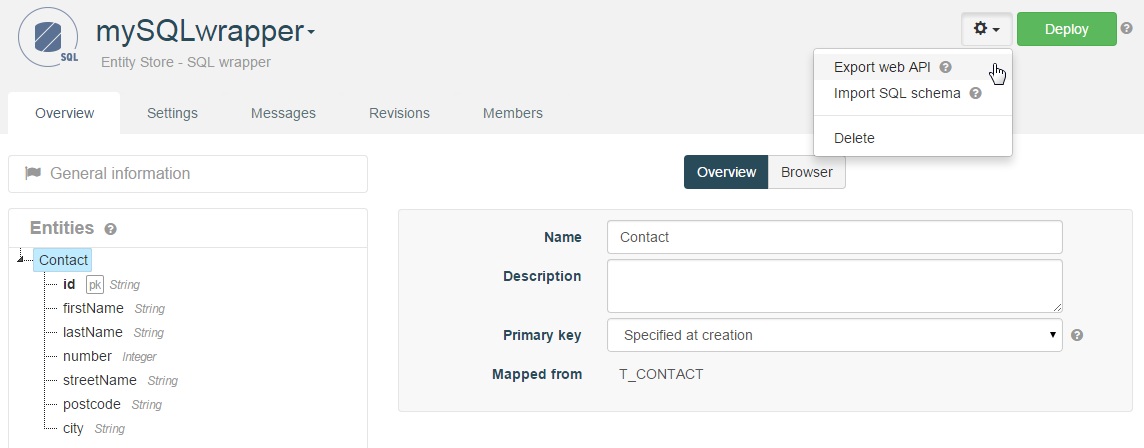 SQL
mySQLwrapper
Entity Store - SQL wrapper
Deploy
?
Export web API ?
Import SQL schema ?
Delete
Overview Settings Messages Revisions Members
General information
Overview Browser
Entities ?
Contact
id pk String
firstName String
lastName String
number Integer
streetName String
postcode String
city String
Name Contact
Description
Primary key Specified at creation ?
Mapped from T_CONTACT